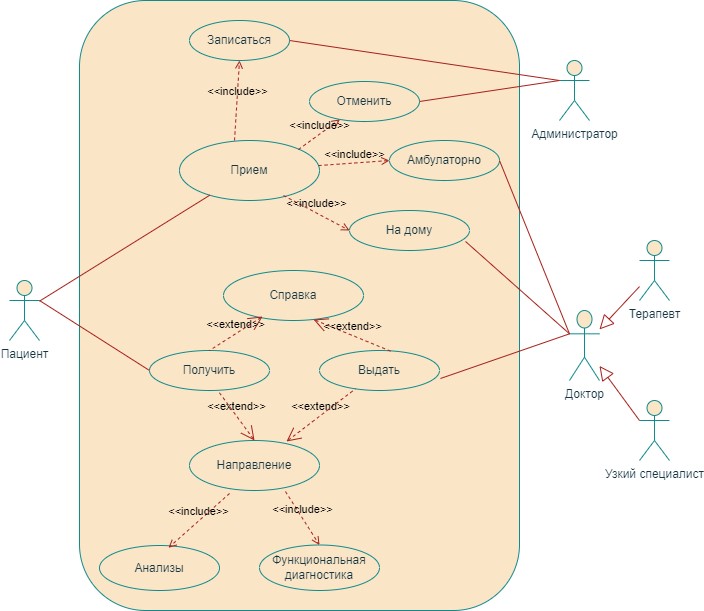 Записаться
<<include>>
Отменить
<<include>>
Администратор
<<include>>
Амбулаторно
Прием
<<include>>
На дому
Справка
Терапевт
<<extend>>
<<extend>>
Пациент
Получить
Выдать
Доктор
<<extend>>
<<extend>>
Направление
Узкий специалист
<<include>>
<<include>>
Анализы
Функциональная
диагностика